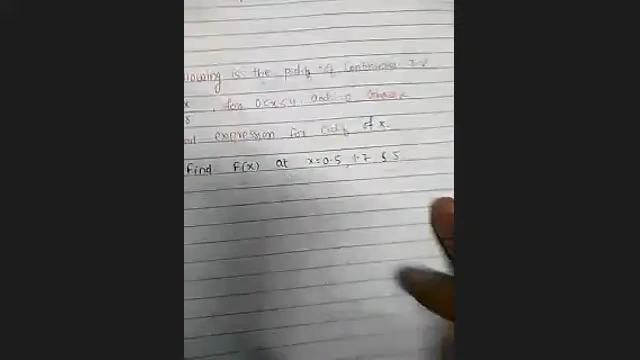 llowing is the p.d.f of continuous r.v
x/8, for 0<x<4 and 0 otherwise
expression for c.d.f of x.
Find F(x) at x=0.5, 1.7 & 5